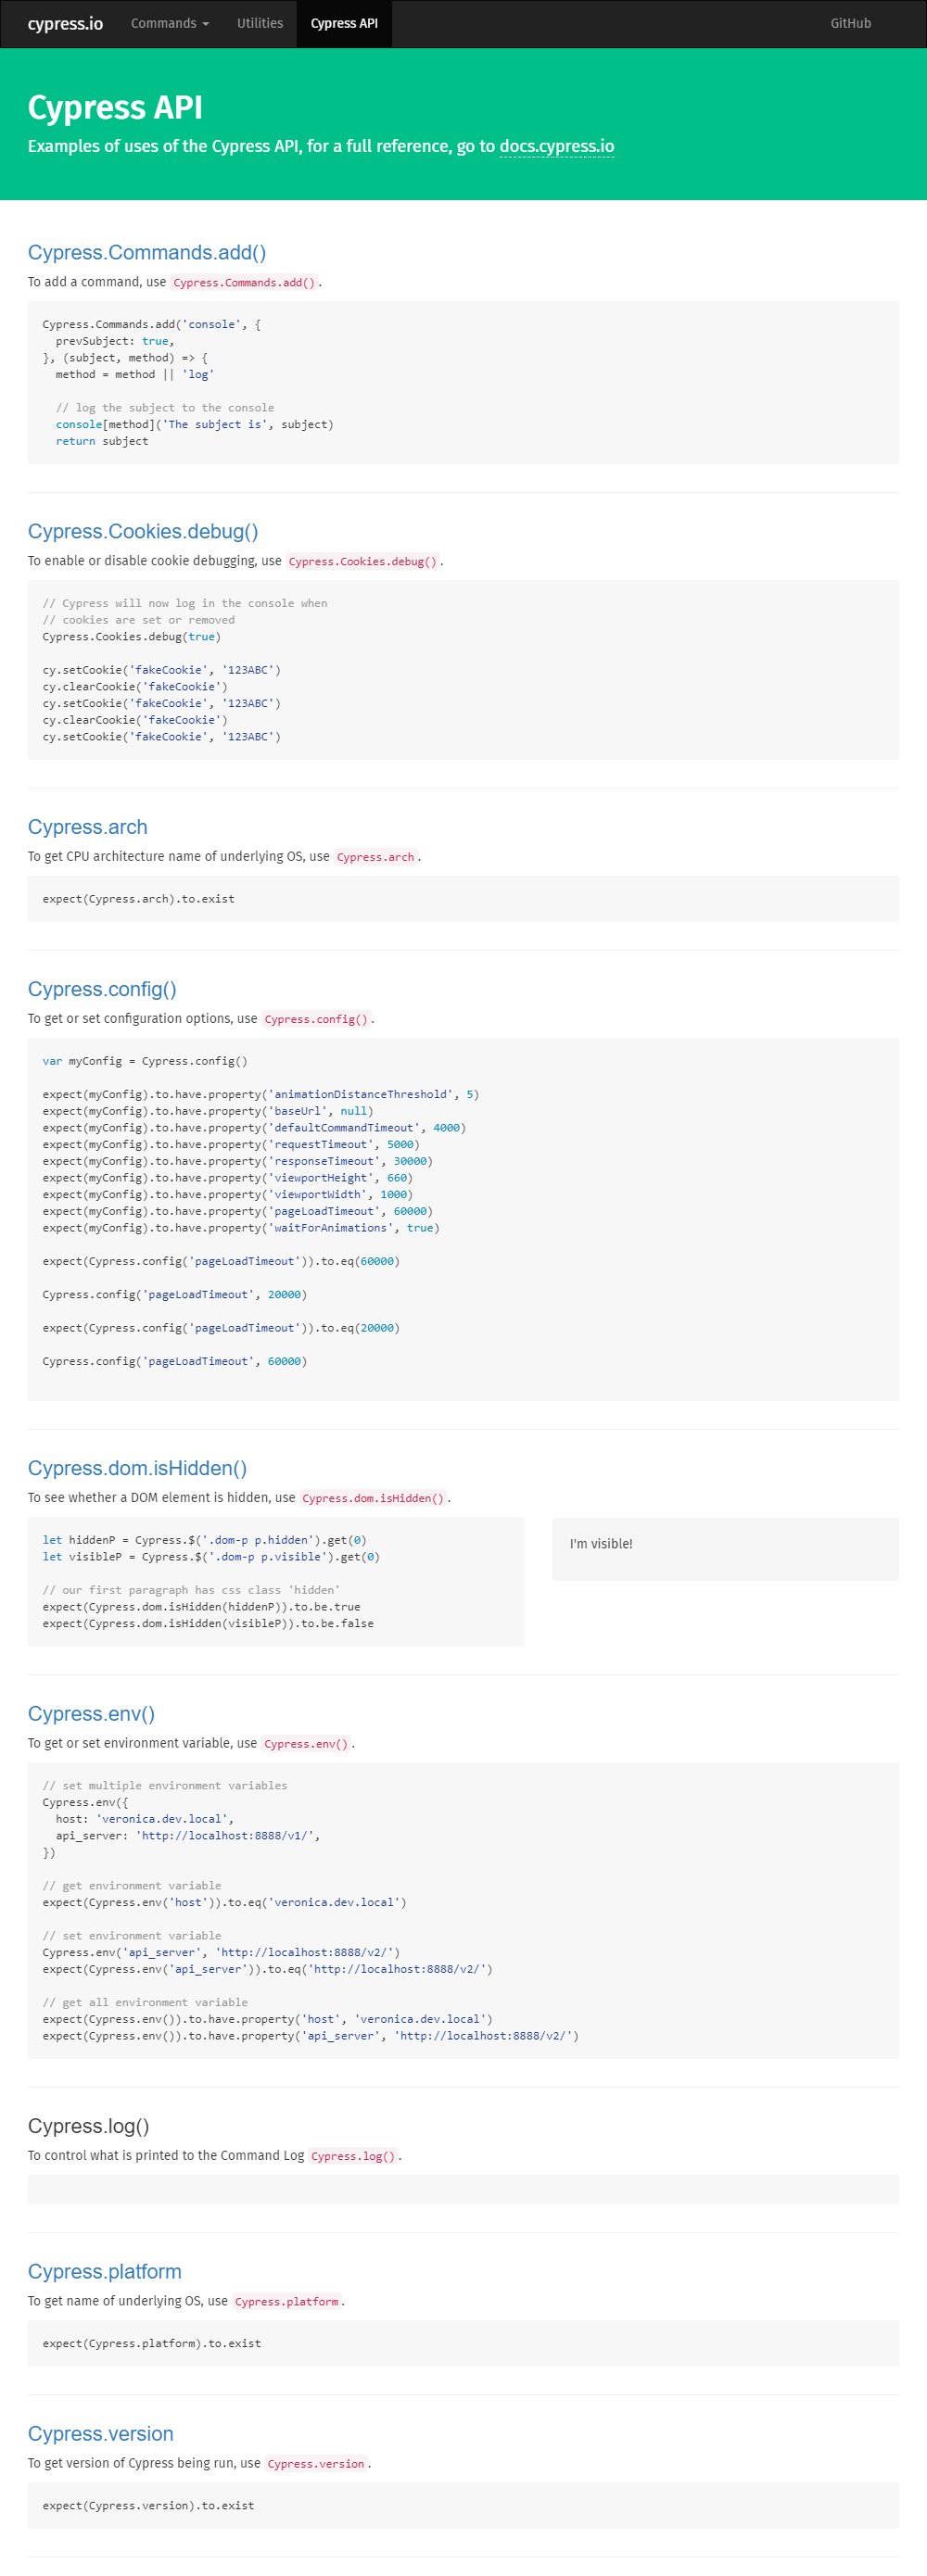 cypress.io Commands Utilities Cypress API GitHub
Cypress API
Examples of uses of the Cypress API, for a full reference, go to docs.cypress.io
Cypress.Commands.add()
To add a command, use Cypress.Commands.add().
Cypress.Commands.add('console', {
  prevSubject: true,
}, (subject, method) => {
  method = method || 'log'
  // log the subject to the console
  console[method]('The subject is', subject)
  return subject
Cypress.Cookies.debug()
To enable or disable cookie debugging, use Cypress.Cookies.debug().
// Cypress will now log in the console when
// cookies are set or removed
Cypress.Cookies.debug(true)
cy.setCookie('fakeCookie', '123ABC')
cy.clearCookie('fakeCookie')
cy.setCookie('fakeCookie', '123ABC')
cy.clearCookie('fakeCookie')
cy.setCookie('fakeCookie', '123ABC')
Cypress.arch
To get CPU architecture name of underlying OS, use Cypress.arch.
expect(Cypress.arch).to.exist
Cypress.config()
To get or set configuration options, use Cypress.config().
var myConfig = Cypress.config()
expect(myConfig).to.have.property('animationDistanceThreshold', 5)
expect(myConfig).to.have.property('baseUrl', null)
expect(myConfig).to.have.property('defaultCommandTimeout', 4000)
expect(myConfig).to.have.property('requestTimeout', 5000)
expect(myConfig).to.have.property('responseTimeout', 30000)
expect(myConfig).to.have.property('viewportHeight', 660)
expect(myConfig).to.have.property('viewportWidth', 1000)
expect(myConfig).to.have.property('pageLoadTimeout', 60000)
expect(myConfig).to.have.property('waitForAnimations', true)
expect(Cypress.config('pageLoadTimeout')).to.eq(60000)
Cypress.config('pageLoadTimeout', 20000)
expect(Cypress.config('pageLoadTimeout')).to.eq(20000)
Cypress.config('pageLoadTimeout', 60000)
Cypress.dom.isHidden()
To see whether a DOM element is hidden, use Cypress.dom.isHidden().
let hiddenP = Cypress.$('.dom-p p.hidden').get(0)
let visibleP = Cypress.$('.dom-p p.visible').get(0)
// our first paragraph has css class 'hidden'
expect(Cypress.dom.isHidden(hiddenP)).to.be.true
expect(Cypress.dom.isHidden(visibleP)).to.be.false
I'm visible!
Cypress.env()
To get or set environment variable, use Cypress.env().
// set multiple environment variables
Cypress.env({
  host: 'veronica.dev.local',
  api_server: 'http://localhost:8888/v1/',
})
// get environment variable
expect(Cypress.env('host')).to.eq('veronica.dev.local')
// set environment variable
Cypress.env('api_server', 'http://localhost:8888/v2/')
expect(Cypress.env('api_server')).to.eq('http://localhost:8888/v2/')
// get all environment variable
expect(Cypress.env()).to.have.property('host', 'veronica.dev.local')
expect(Cypress.env()).to.have.property('api_server', 'http://localhost:8888/v2/')
Cypress.log()
To control what is printed to the Command Log Cypress.log().
Cypress.platform
To get name of underlying OS, use Cypress.platform.
expect(Cypress.platform).to.exist
Cypress.version
To get version of Cypress being run, use Cypress.version.
expect(Cypress.version).to.exist